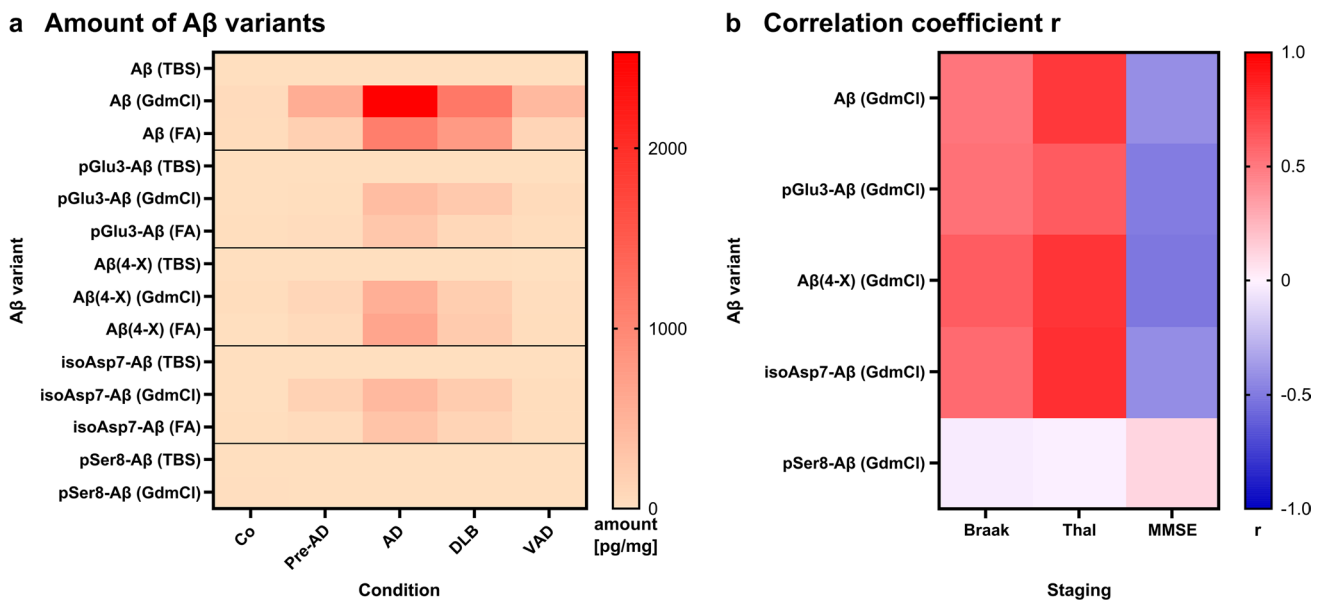 a Amount of Aβ variants
Aβ variant
Aβ (TBS)
Aβ (GdmCl)
Aβ (FA)
pGlu3-Aβ (TBS)
pGlu3-Aβ (GdmCl)
pGlu3-Aβ (FA)
Aβ(4-X) (TBS)
Aβ(4-X) (GdmCl)
Aβ(4-X) (FA)
isoAsp7-Aβ (TBS)
isoAsp7-Aβ (GdmCl)
isoAsp7-Aβ (FA)
pSer8-Aβ (TBS)
pSer8-Aβ (GdmCl)
Co
Pre-AD
AD
DLB
VAD
Condition
2000
1000
0
amount
[pg/mg]
b Correlation coefficient r
Aβ variant
Aβ (GdmCl)
pGlu3-Aβ (GdmCl)
Aβ(4-X) (GdmCl)
isoAsp7-Aβ (GdmCl)
pSer8-Aβ (GdmCl)
Braak Thal MMSE
Staging
1.0
0.5
0
-0.5
-1.0
r